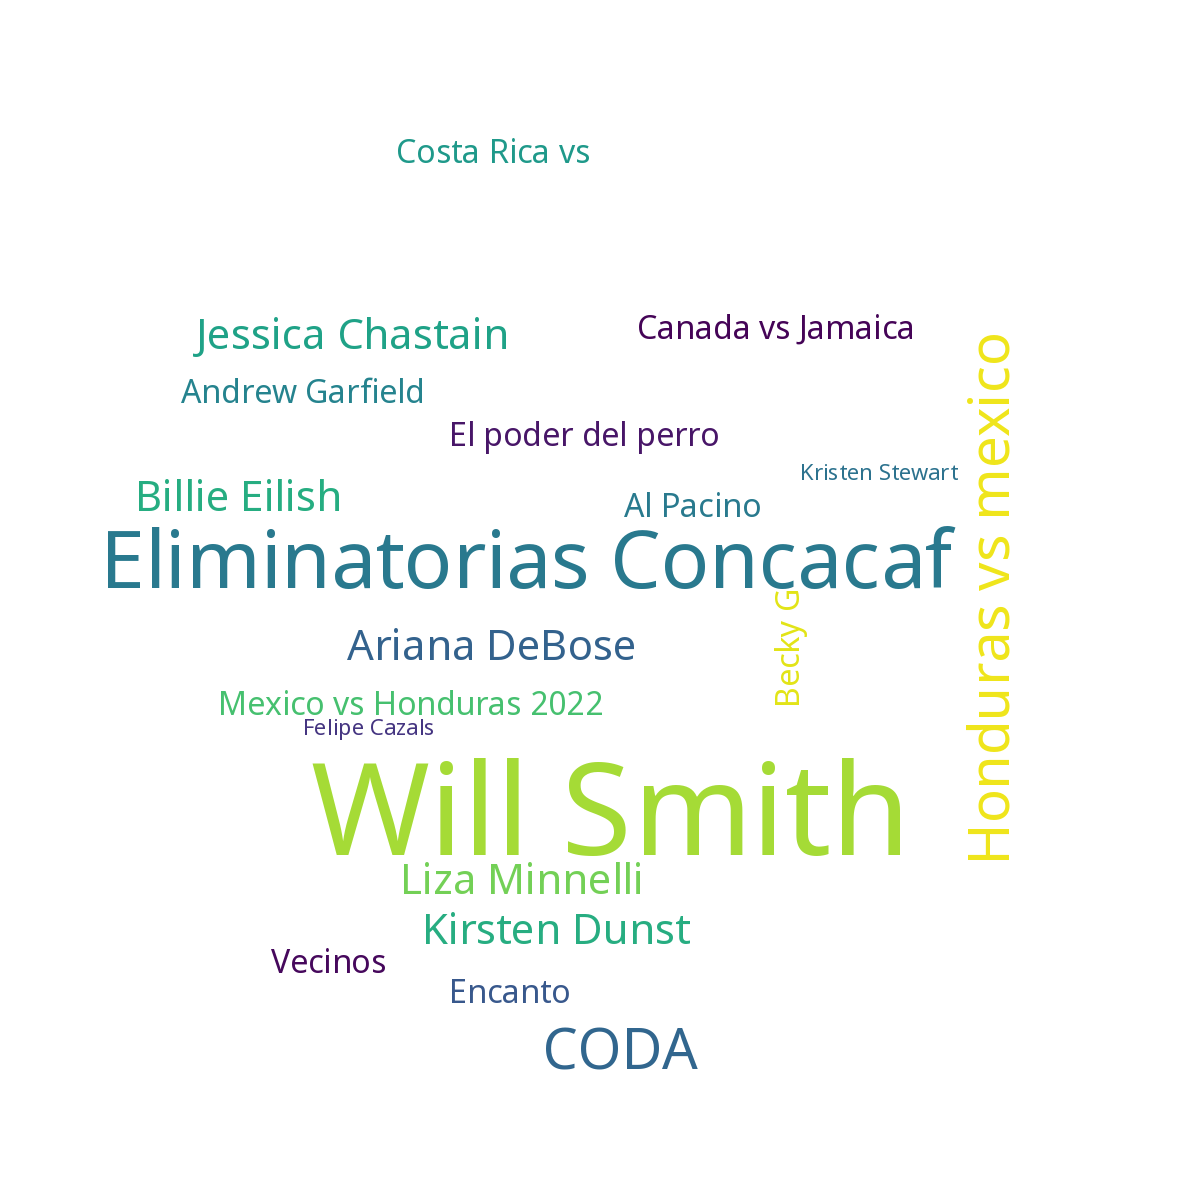 Costa Rica vs
Jessica Chastain
Canada vs Jamaica
Andrew Garfield
El poder del perro
Kristen Stewart
Billie Eilish
Al Pacino
Eliminatorias Concacaf
Honduras vs mexico
Becky G
Ariana DeBose
Mexico vs Honduras 2022
Felipe Cazals
Will Smith
Liza Minnelli
Kirsten Dunst
Vecinos
Encanto
CODA